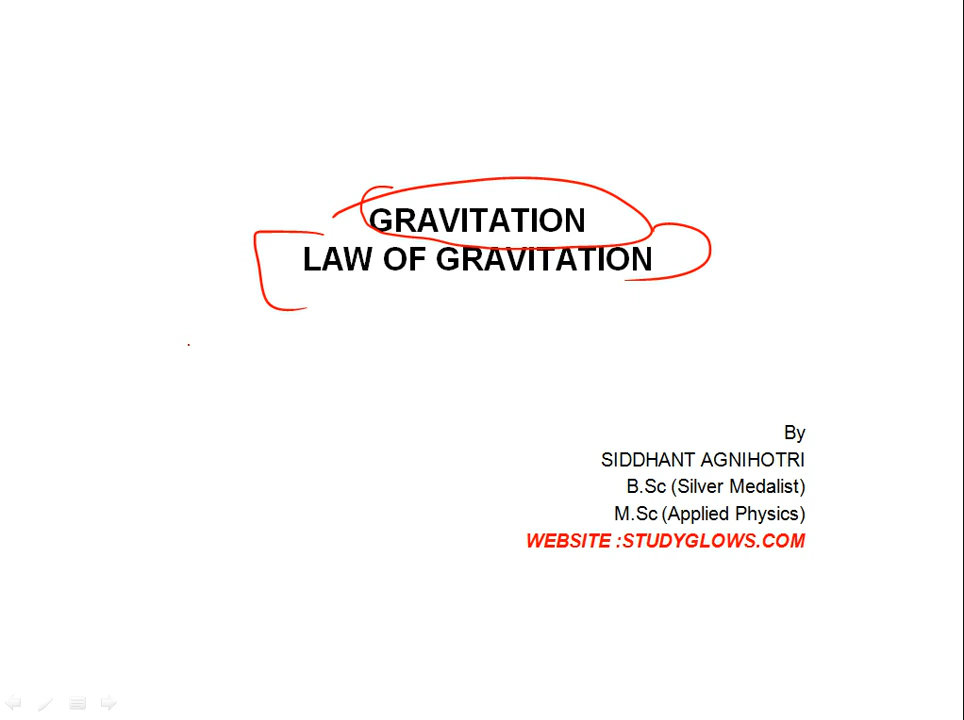 GRAVITATION
LAW OF GRAVITATION
By
SIDDHANT AGNIHOTRI
B.Sc (Silver Medalist)
M.Sc (Applied Physics)
WEBSITE :STUDYGLOWS.COM